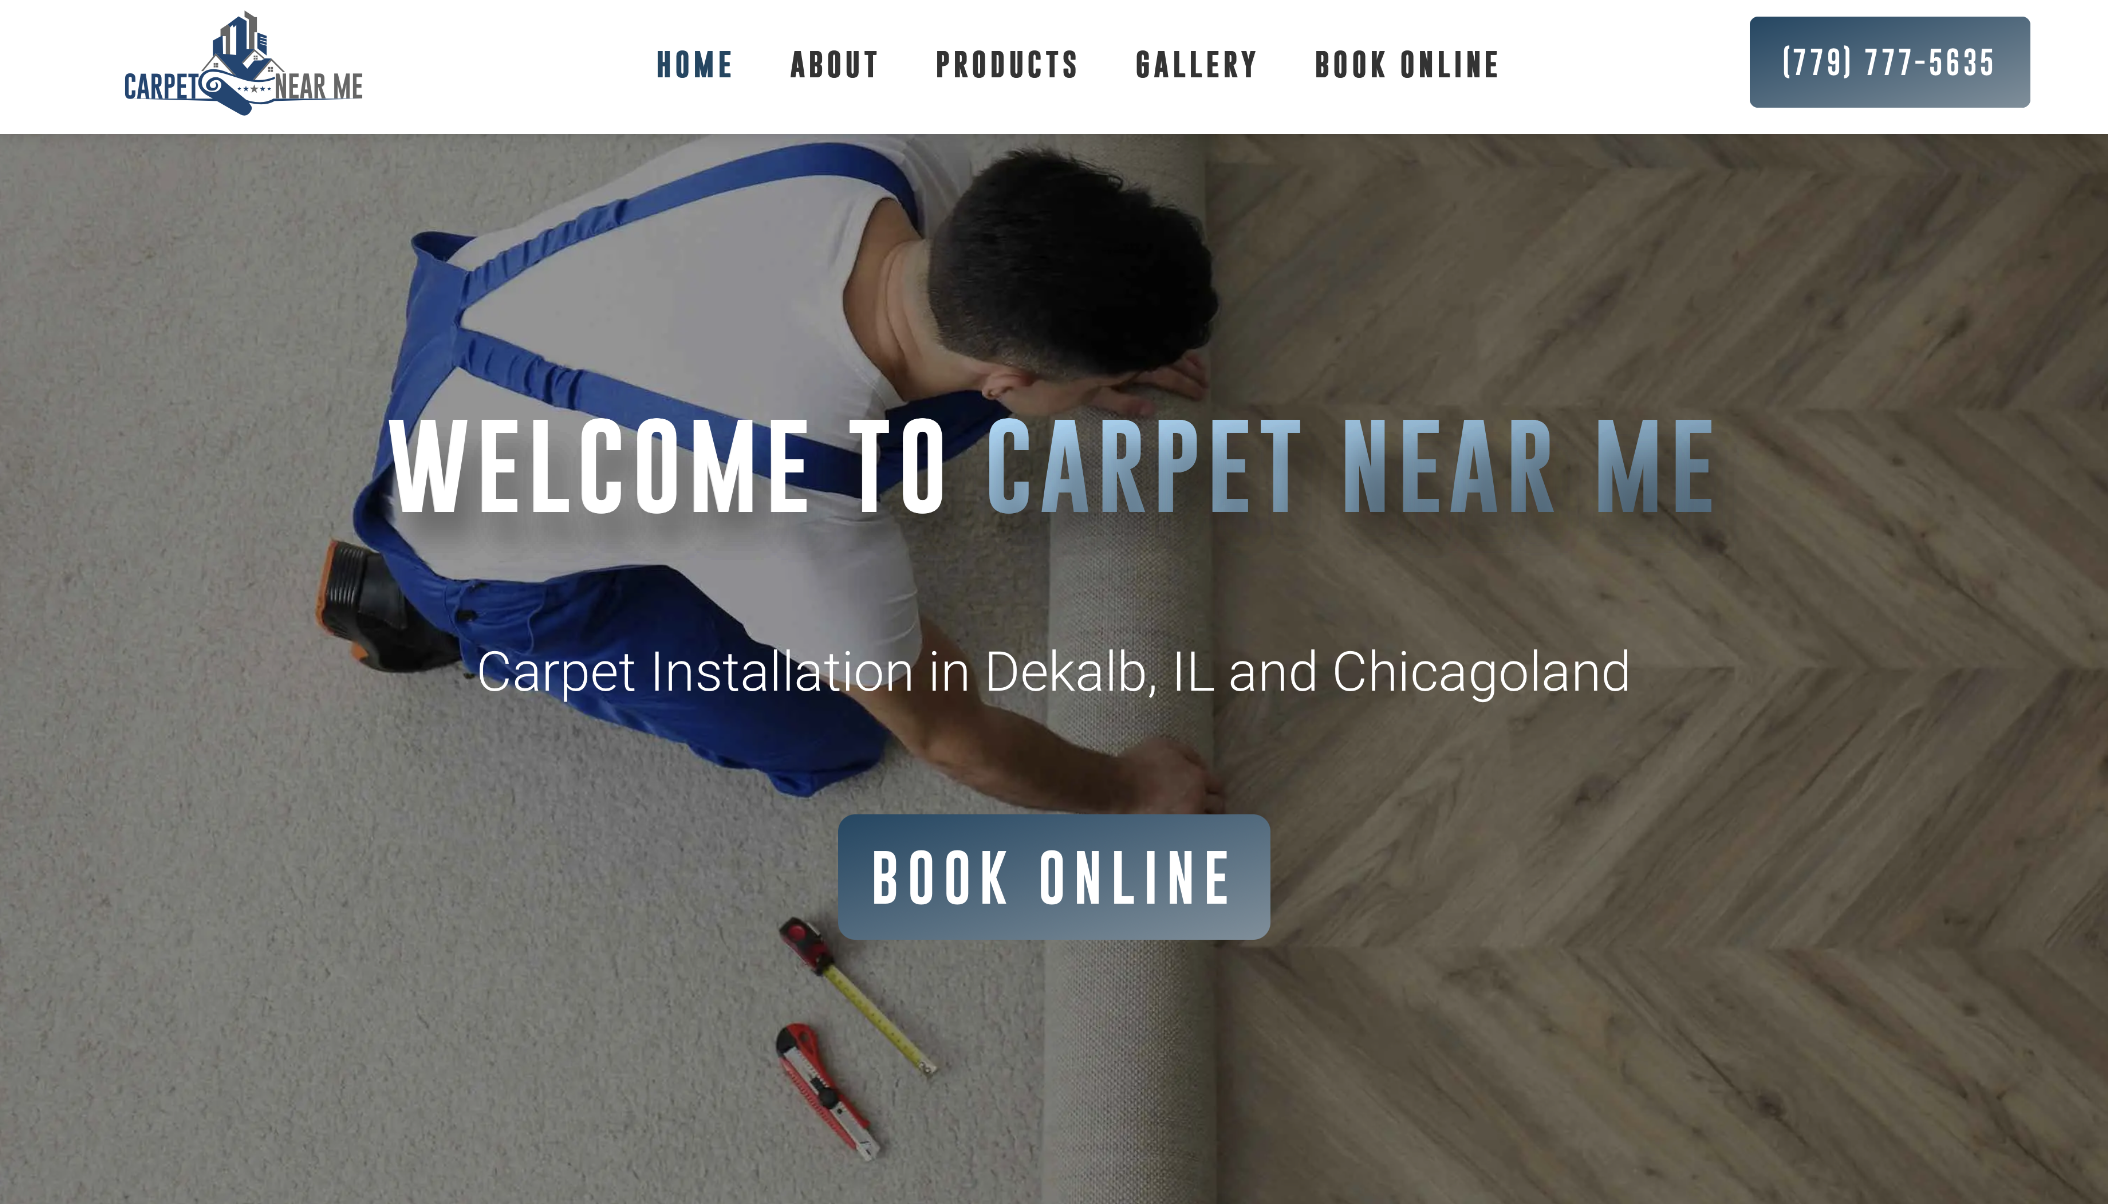 CARPET NEAR ME
HOME ABOUT PRODUCTS GALLERY BOOK ONLINE
(779) 777-5635
WELCOME TO CARPET NEAR ME
Carpet Installation in Dekalb, IL and Chicagoland
BOOK ONLINE